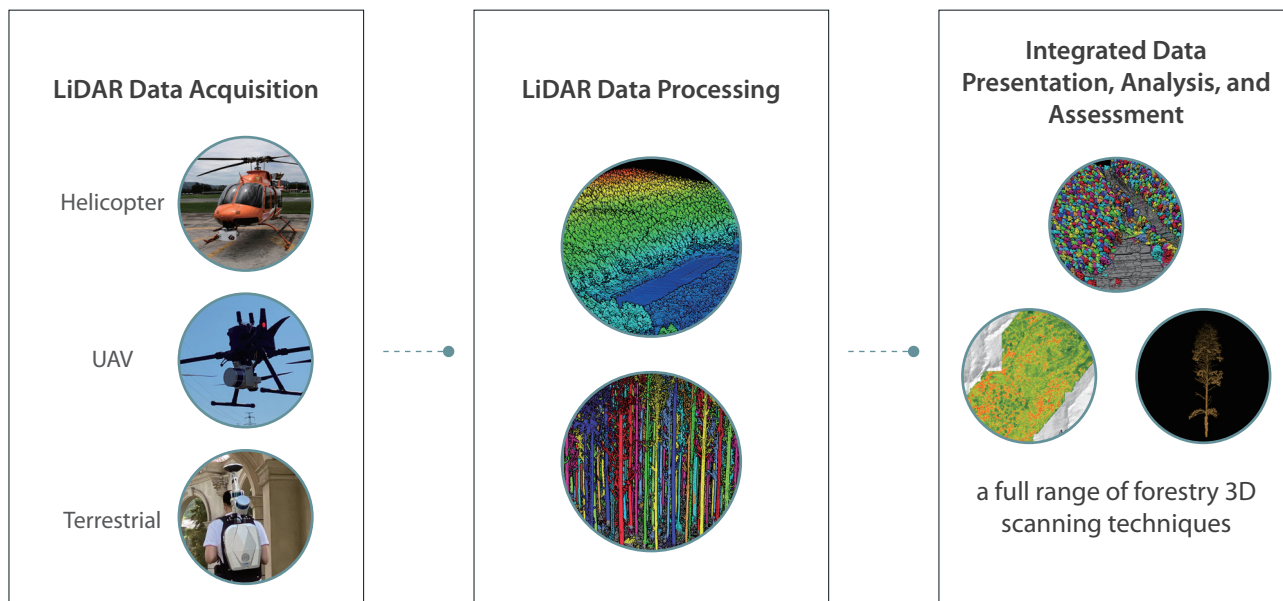 LiDAR Data Acquisition
Helicopter
UAV
Terrestrial
LiDAR Data Processing
Integrated Data
Presentation, Analysis, and
Assessment
a full range of forestry 3D
scanning techniques